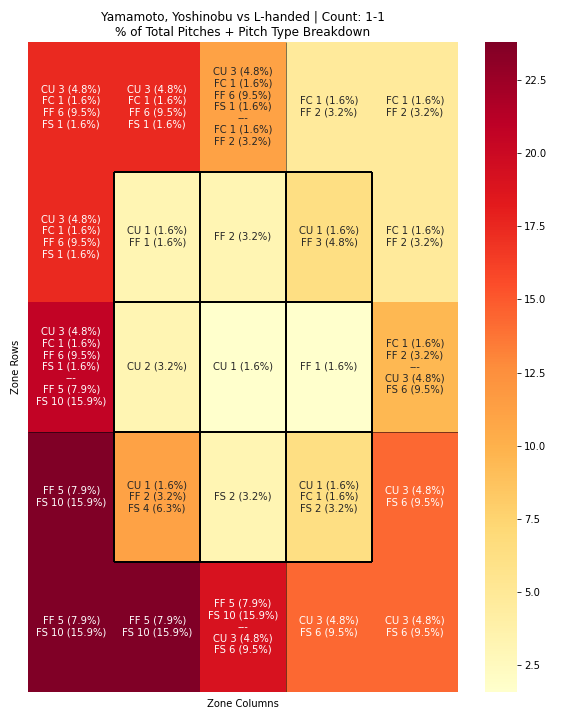 Yamamoto, Yoshinobu vs L-handed | Count: 1-1
% of Total Pitches + Pitch Type Breakdown
CU 3 (4.8%)
FC 1 (1.6%)
FF 6 (9.5%)
FS 1 (1.6%)
CU 3 (4.8%)
FC 1 (1.6%)
FF 6 (9.5%)
FS 1 (1.6%)
CU 3 (4.8%)
FC 1 (1.6%)
FF 6 (9.5%)
FS 1 (1.6%)
---
FC 1 (1.6%)
FF 2 (3.2%)
FC 1 (1.6%)
FF 2 (3.2%)
FC 1 (1.6%)
FF 2 (3.2%)
CU 3 (4.8%)
FC 1 (1.6%)
FF 6 (9.5%)
FS 1 (1.6%)
CU 1 (1.6%)
FF 1 (1.6%)
FF 2 (3.2%)
CU 1 (1.6%)
FF 3 (4.8%)
FC 1 (1.6%)
FF 2 (3.2%)
CU 3 (4.8%)
FC 1 (1.6%)
FF 6 (9.5%)
FS 1 (1.6%)
---
FF 5 (7.9%)
FS 10 (15.9%)
CU 2 (3.2%)
CU 1 (1.6%)
FF 1 (1.6%)
FC 1 (1.6%)
FF 2 (3.2%)
---
CU 3 (4.8%)
FS 6 (9.5%)
FF 5 (7.9%)
FS 10 (15.9%)
CU 1 (1.6%)
FF 2 (3.2%)
FS 4 (6.3%)
FS 2 (3.2%)
CU 1 (1.6%)
FC 1 (1.6%)
FS 2 (3.2%)
CU 3 (4.8%)
FS 6 (9.5%)
FF 5 (7.9%)
FS 10 (15.9%)
FF 5 (7.9%)
FS 10 (15.9%)
FF 5 (7.9%)
FS 10 (15.9%)
---
CU 3 (4.8%)
FS 6 (9.5%)
CU 3 (4.8%)
FS 6 (9.5%)
CU 3 (4.8%)
FS 6 (9.5%)
Zone Rows
Zone Columns
22.5
20.0
17.5
15.0
12.5
10.0
7.5
5.0
2.5